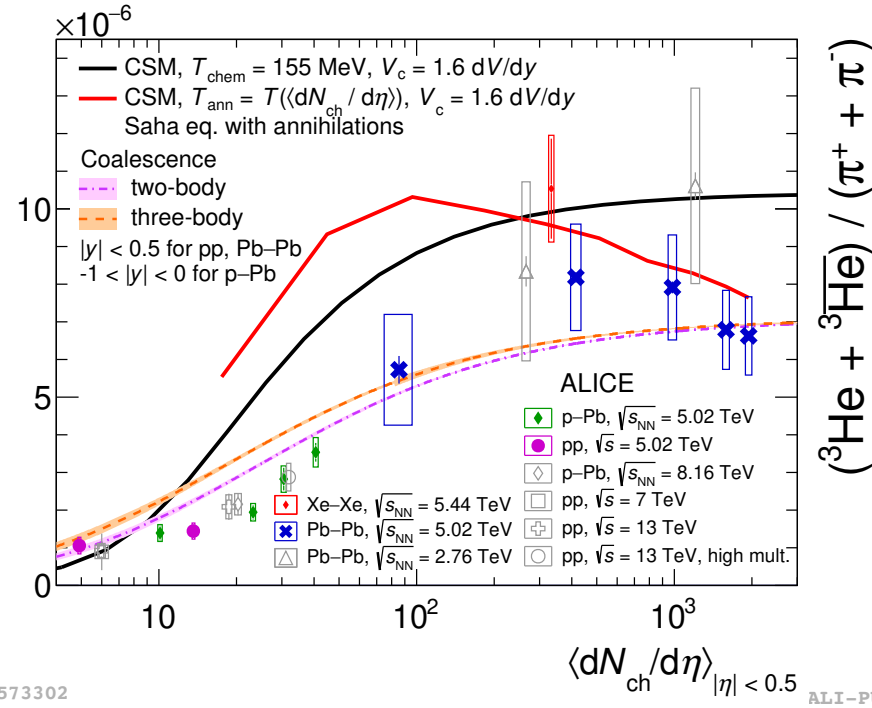 ×10⁻⁶
CSM, T_chem = 155 MeV, V_c = 1.6 dV/dy
CSM, T_ann = T(⟨dN_ch / dη⟩), V_c = 1.6 dV/dy
Saha eq. with annihilations
Coalescence
two-body
three-body
|y| < 0.5 for pp, Pb–Pb
-1 < |y| < 0 for p–Pb
10
5
0
ALICE
p–Pb, √s_NN = 5.02 TeV
pp, √s = 5.02 TeV
p–Pb, √s_NN = 8.16 TeV
pp, √s = 7 TeV
pp, √s = 13 TeV
pp, √s = 13 TeV, high mult.
Xe–Xe, √s_NN = 5.44 TeV
Pb–Pb, √s_NN = 5.02 TeV
Pb–Pb, √s_NN = 2.76 TeV
10 10² 10³
⟨dN_ch/dη⟩_|η| < 0.5
(³He + ³H̅e̅) / (π⁺ + π⁻)
573302